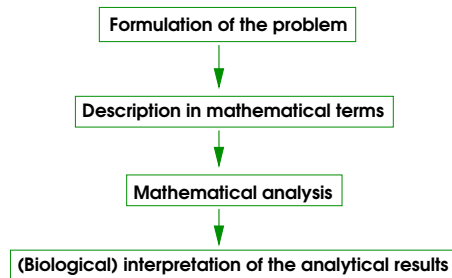 Formulation of the problem
Description in mathematical terms
Mathematical analysis
(Biological) interpretation of the analytical results